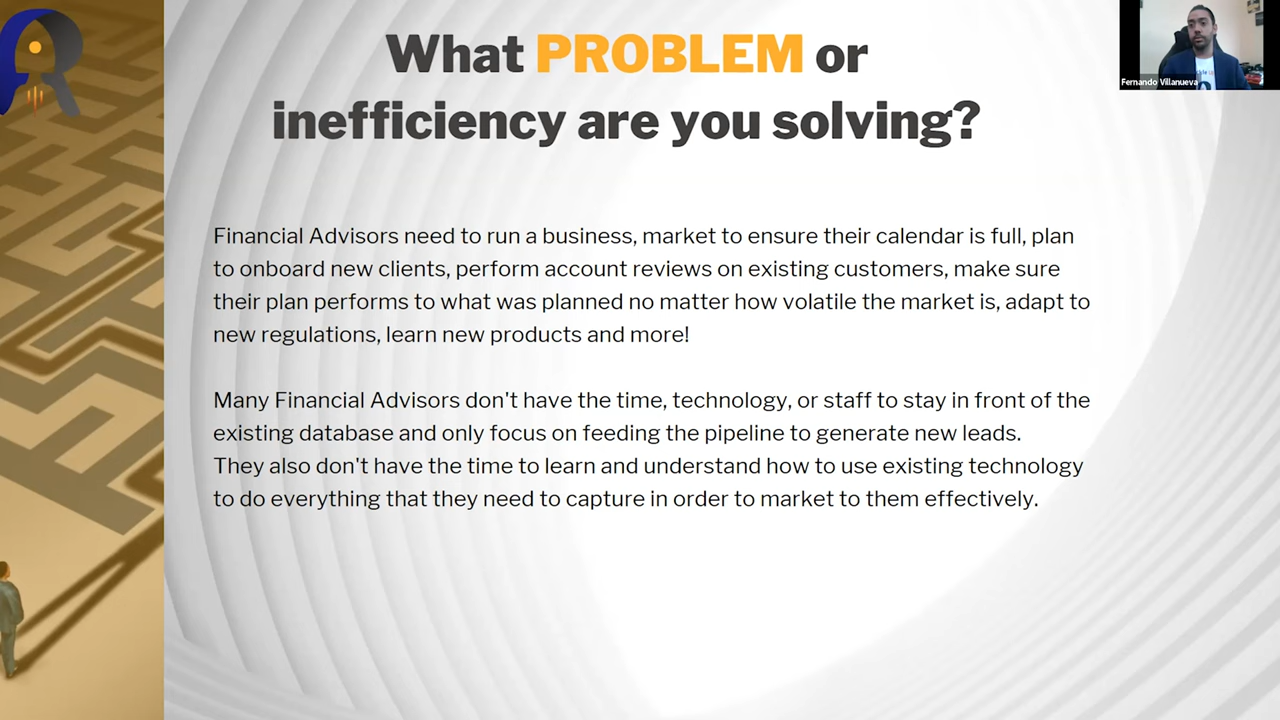 What PROBLEM or
inefficiency are you solving?
Fernando Villanueva
Financial Advisors need to run a business, market to ensure their calendar is full, plan
to onboard new clients, perform account reviews on existing customers, make sure
their plan performs to what was planned no matter how volatile the market is, adapt to
new regulations, learn new products and more!
Many Financial Advisors don't have the time, technology, or staff to stay in front of the
existing database and only focus on feeding the pipeline to generate new leads.
They also don't have the time to learn and understand how to use existing technology
to do everything that they need to capture in order to market to them effectively.